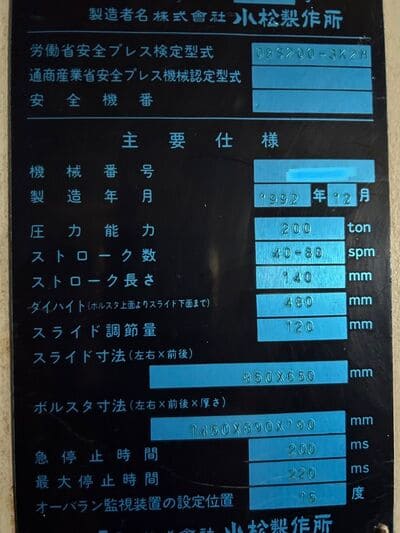 製造者名 株式會社 小松製作所
労働省安全プレス検定型式
通商産業省安全プレス機械認定型式
安全機番
主要仕様
機械番号
製造年月 1992 年 12 月
圧力能力 200 ton
ストローク数 40-80 spm
ストローク長さ 140 mm
ダイハイト(ボルスタ上面よりスライド下面まで) 480 mm
スライド調節量 120 mm
スライド寸法(左右×前後)
850X650 mm
ボルスタ寸法(左右×前後×厚さ)
mm
急停止時間 200 ms
最大停止時間 220 ms
オーバラン監視装置の設定位置 15 度
小松製作所